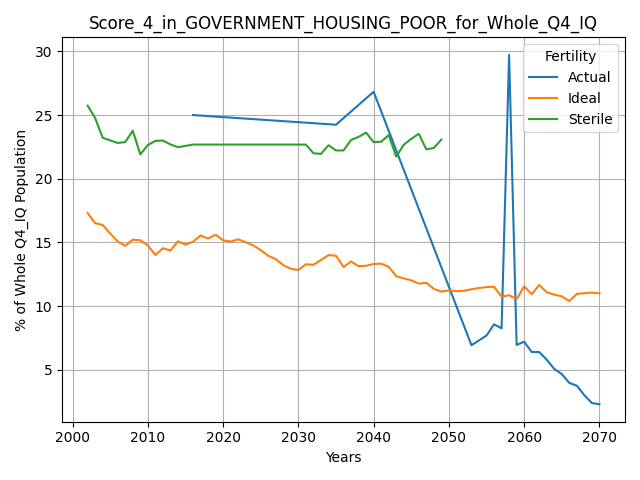 Score_4_in_GOVERNMENT_HOUSING_POOR_for_Whole_Q4_IQ
Fertility
Actual
Ideal
Sterile
% of Whole Q4_IQ Population
30
25
20
15
10
5
2000 2010 2020 2030 2040 2050 2060 2070
Years